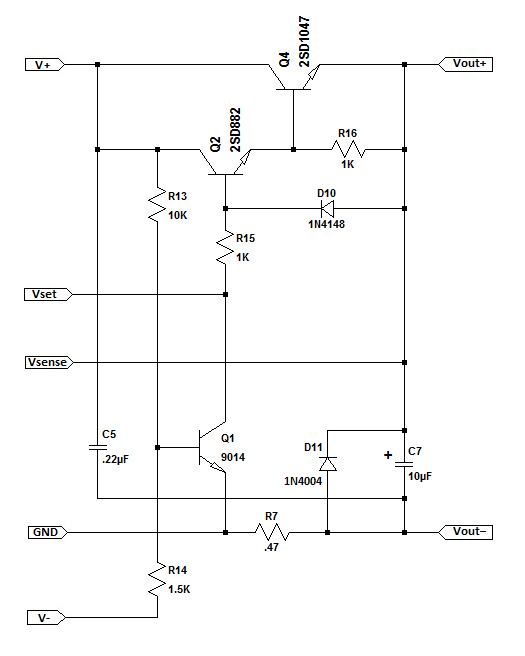 Q4
2SD1047
V+
Vout+
Q2
2SD882
R16
1K
R13
10K
D10
1N4148
R15
1K
Vset
Vsense
C5
.22µF
Q1
9014
D11
1N4004
+
C7
10µF
R7
.47
GND
Vout−
R14
1.5K
V-